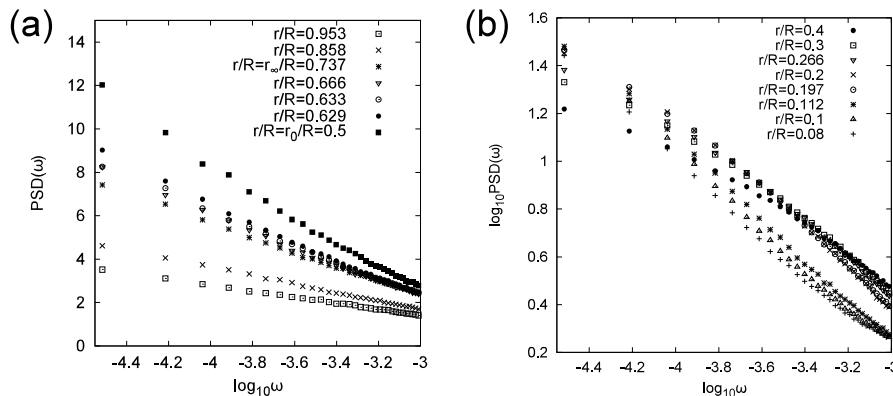 (a)
16
14
12
10
8
6
4
2
0
PSD(ω)
r/R=0.953
r/R=0.858
r/R=r∞/R=0.737
r/R=0.666
r/R=0.633
r/R=0.629
r/R=r0/R=0.5
-4.4 -4.2 -4 -3.8 -3.6 -3.4 -3.2 -3
log10ω
(b)
1.6
1.4
1.2
1
0.8
0.6
0.4
0.2
log10PSD(ω)
r/R=0.4
r/R=0.3
r/R=0.266
r/R=0.2
r/R=0.197
r/R=0.112
r/R=0.1
r/R=0.08
-4.4 -4.2 -4 -3.8 -3.6 -3.4 -3.2 -3
log10ω